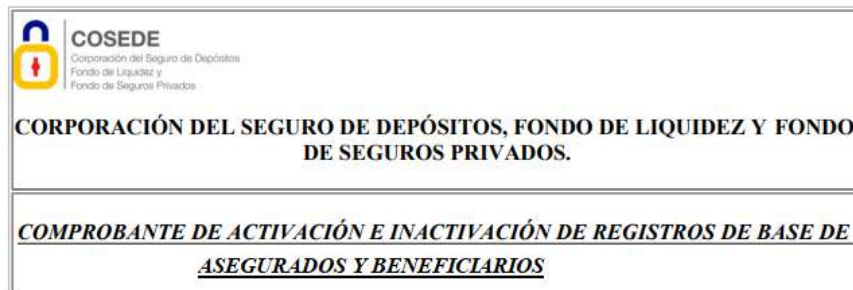 COSEDE
Corporación del Seguro de Depósitos
Fondo de Liquidez y
Fondo de Seguros Privados
CORPORACIÓN DEL SEGURO DE DEPÓSITOS, FONDO DE LIQUIDEZ Y FONDO
DE SEGUROS PRIVADOS.
COMPROBANTE DE ACTIVACIÓN E INACTIVACIÓN DE REGISTROS DE BASE DE
ASEGURADOS Y BENEFICIARIOS